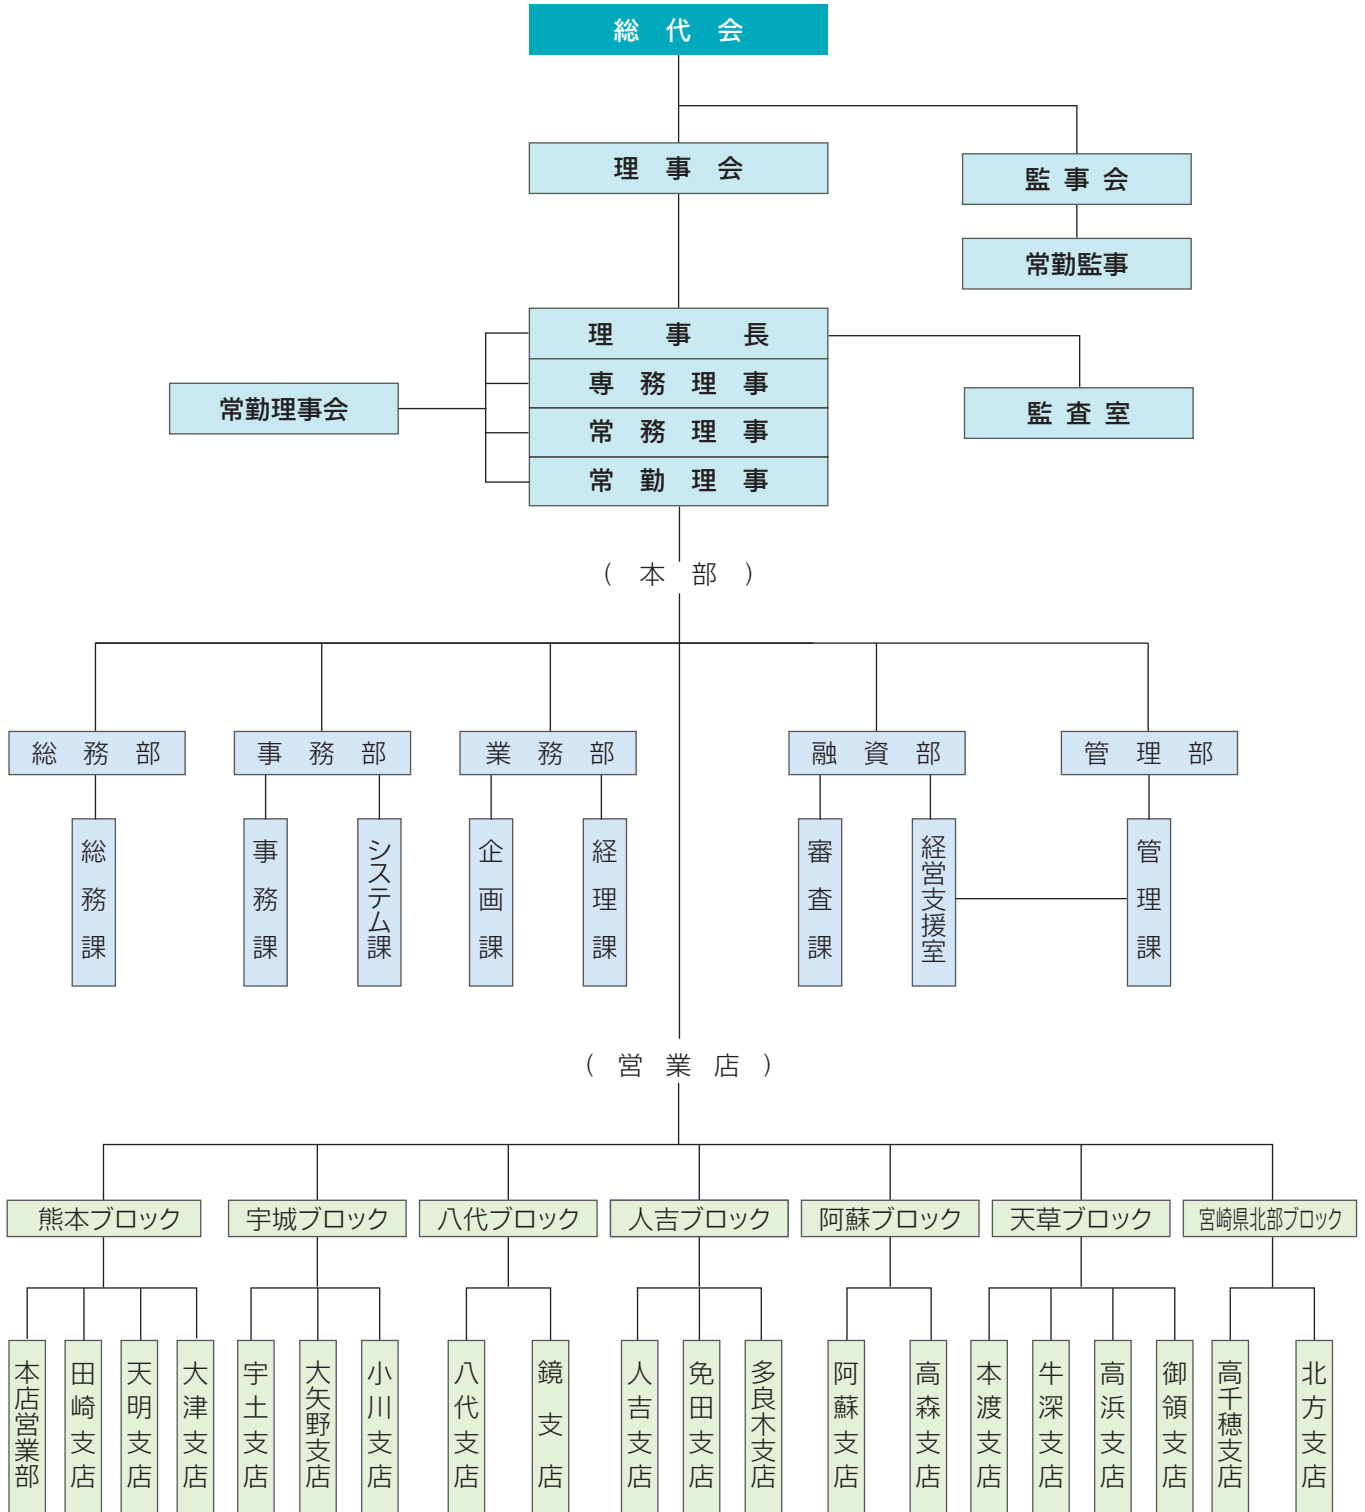 総代会
理事会
監事会
常勤監事
理事長
専務理事
常務理事
常勤理事
常勤理事会
監査室
（本部）
総務部
事務部
業務部
融資部
管理部
総務課
事務課
システム課
企画課
経理課
審査課
経営支援室
管理課
（営業店）
熊本ブロック
宇城ブロック
八代ブロック
人吉ブロック
阿蘇ブロック
天草ブロック
宮崎県北部ブロック
本店営業部
田崎支店
天明支店
大津支店
宇土支店
大矢野支店
小川支店
八代支店
鏡支店
人吉支店
免田支店
多良木支店
阿蘇支店
高森支店
本渡支店
牛深支店
高浜支店
御領支店
高千穂支店
北方支店